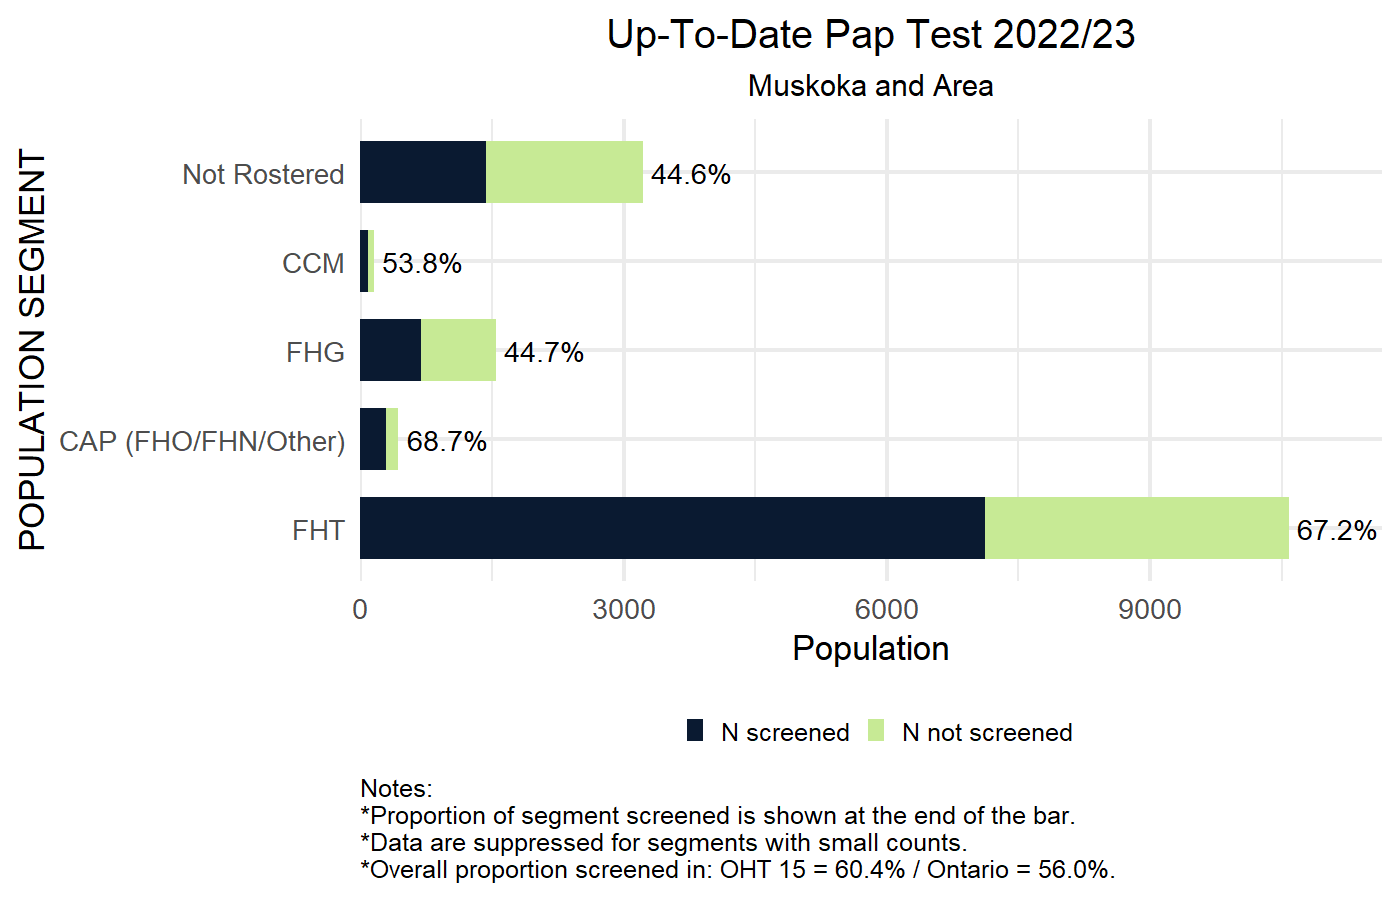 Up-To-Date Pap Test 2022/23
Muskoka and Area
POPULATION SEGMENT
Not Rostered
44.6%
CCM
53.8%
FHG
44.7%
CAP (FHO/FHN/Other)
68.7%
FHT
67.2%
0 3000 6000 9000
Population
N screened N not screened
Notes:
*Proportion of segment screened is shown at the end of the bar.
*Data are suppressed for segments with small counts.
*Overall proportion screened in: OHT 15 = 60.4% / Ontario = 56.0%.